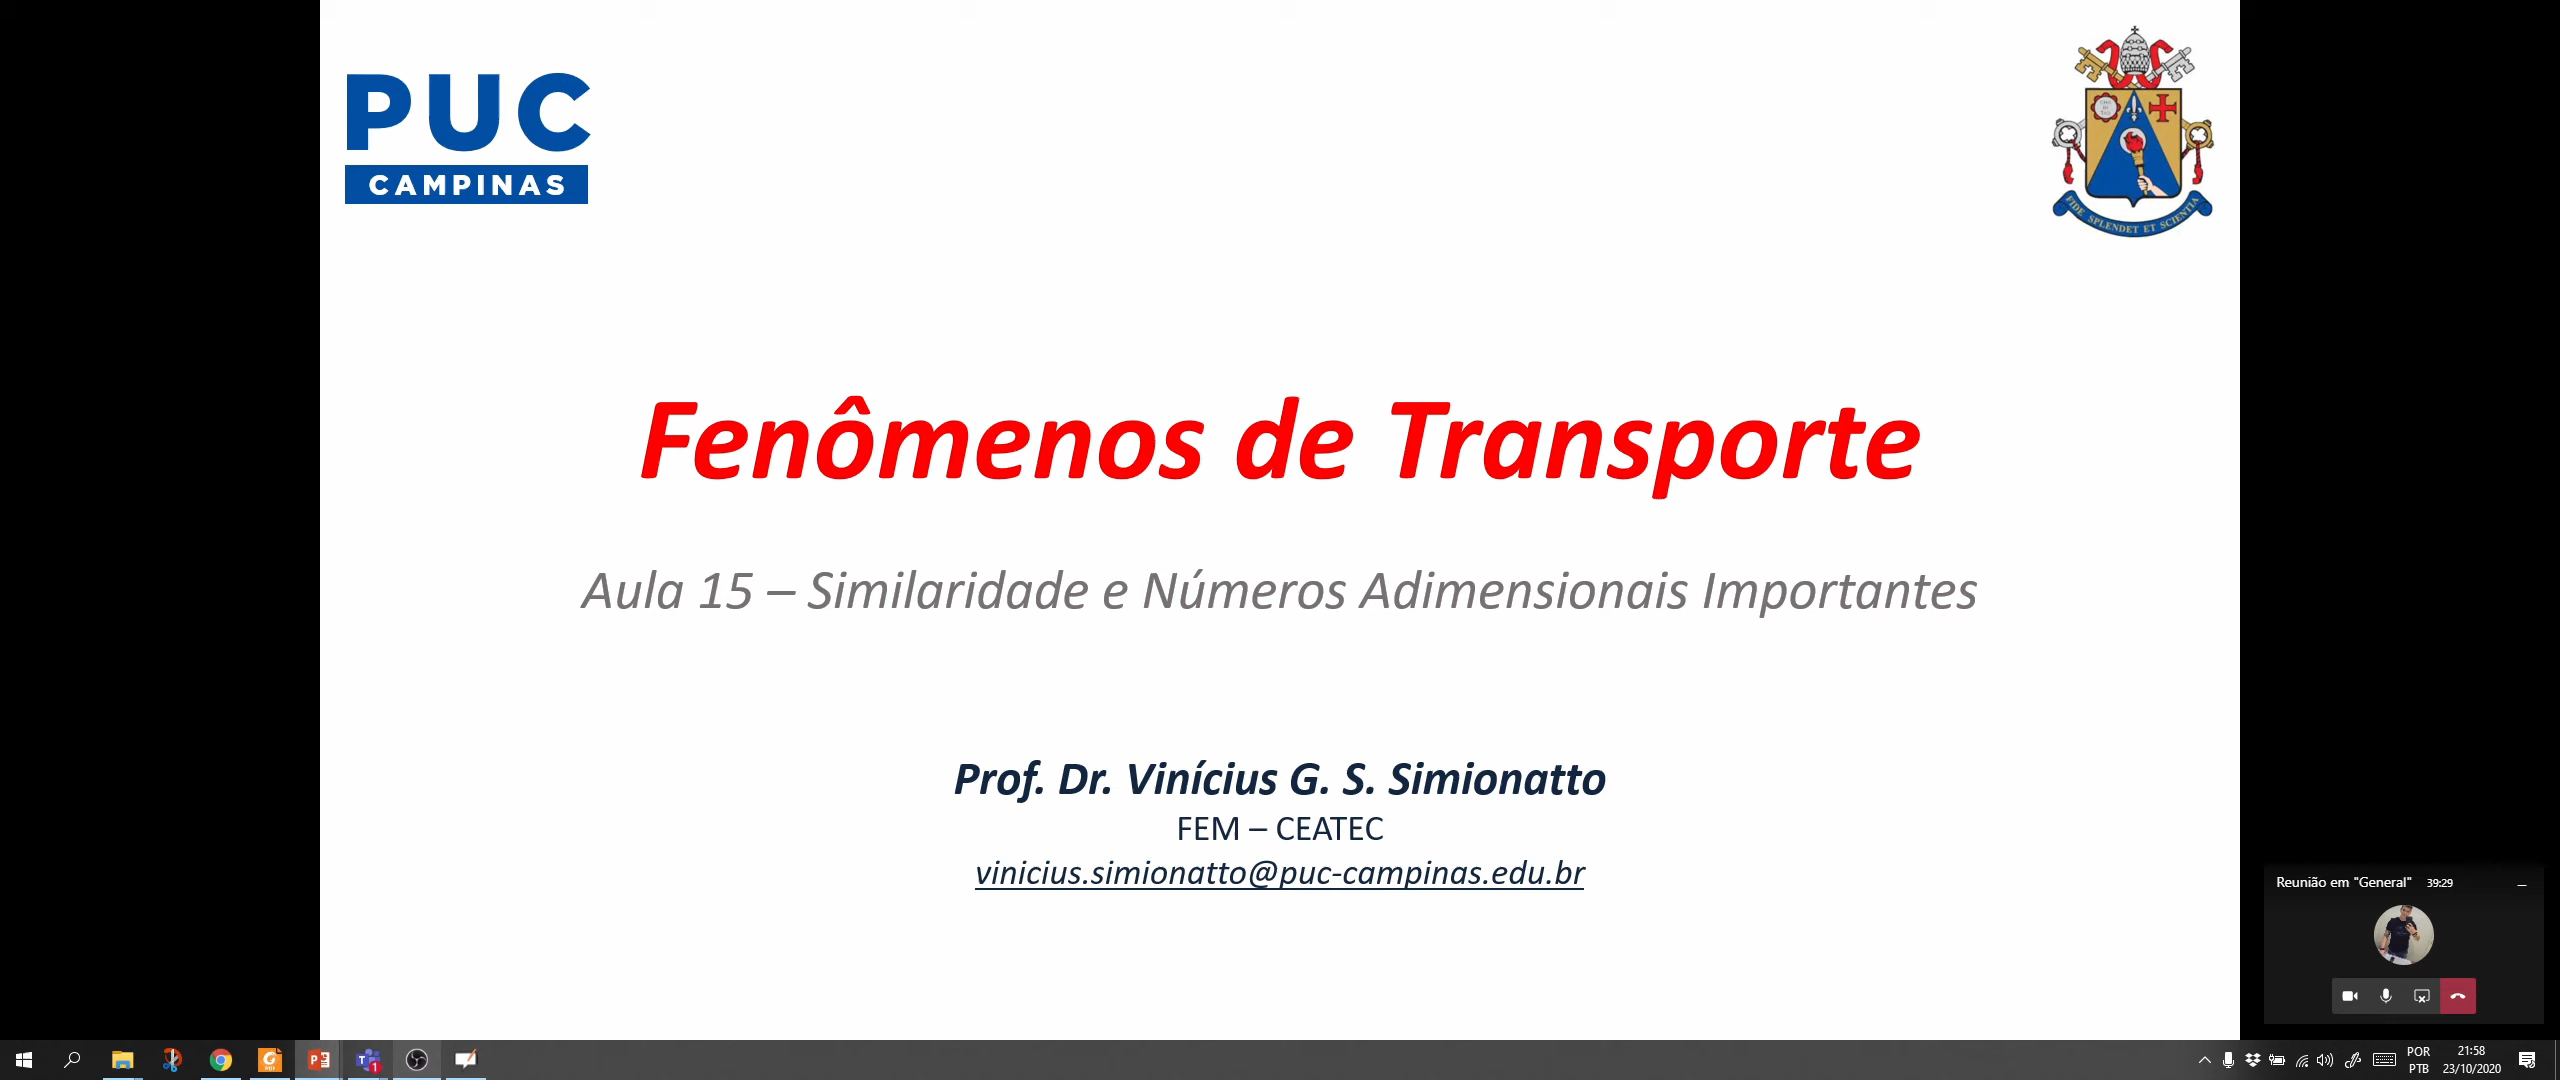 PUC
CAMPINAS
FIDE SPLENDET ET SCIENTIA
Fenômenos de Transporte
Aula 15 – Similaridade e Números Adimensionais Importantes
Prof. Dr. Vinícius G. S. Simionatto
FEM – CEATEC
vinicius.simionatto@puc-campinas.edu.br
Reunião em "General" 39:29
POR
PTB
21:58
23/10/2020